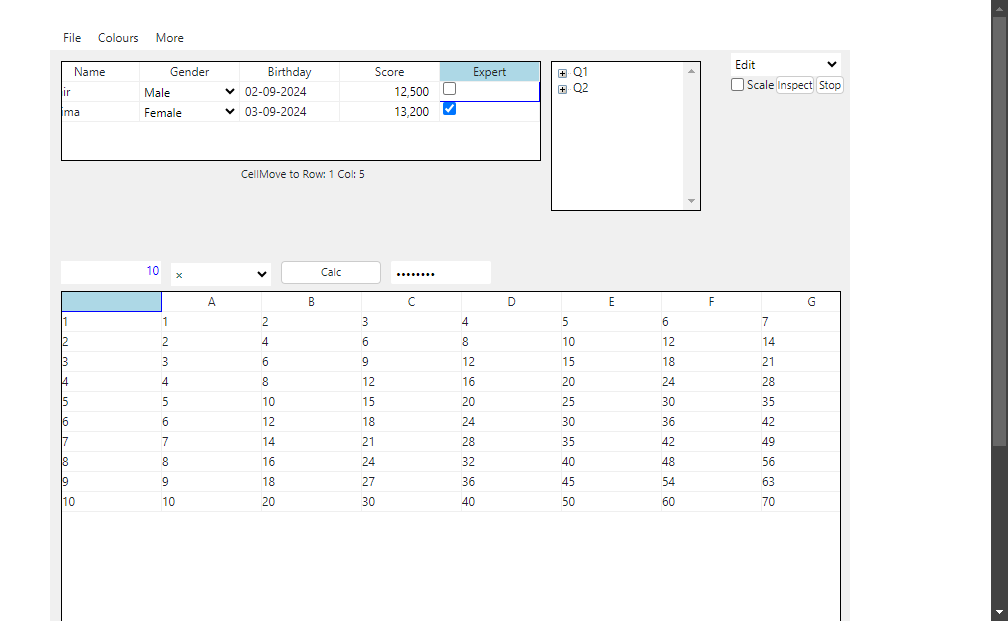 File Colours More
Name Gender Birthday Score Expert
ir Male 02-09-2024 12,500
ima Female 03-09-2024 13,200
CellMove to Row: 1 Col: 5
Q1
Q2
Edit
Scale Inspect Stop
10 × Calc ••••••••
A B C D E F G
1 1 2 3 4 5 6 7
2 2 4 6 8 10 12 14
3 3 6 9 12 15 18 21
4 4 8 12 16 20 24 28
5 5 10 15 20 25 30 35
6 6 12 18 24 30 36 42
7 7 14 21 28 35 42 49
8 8 16 24 32 40 48 56
9 9 18 27 36 45 54 63
10 10 20 30 40 50 60 70